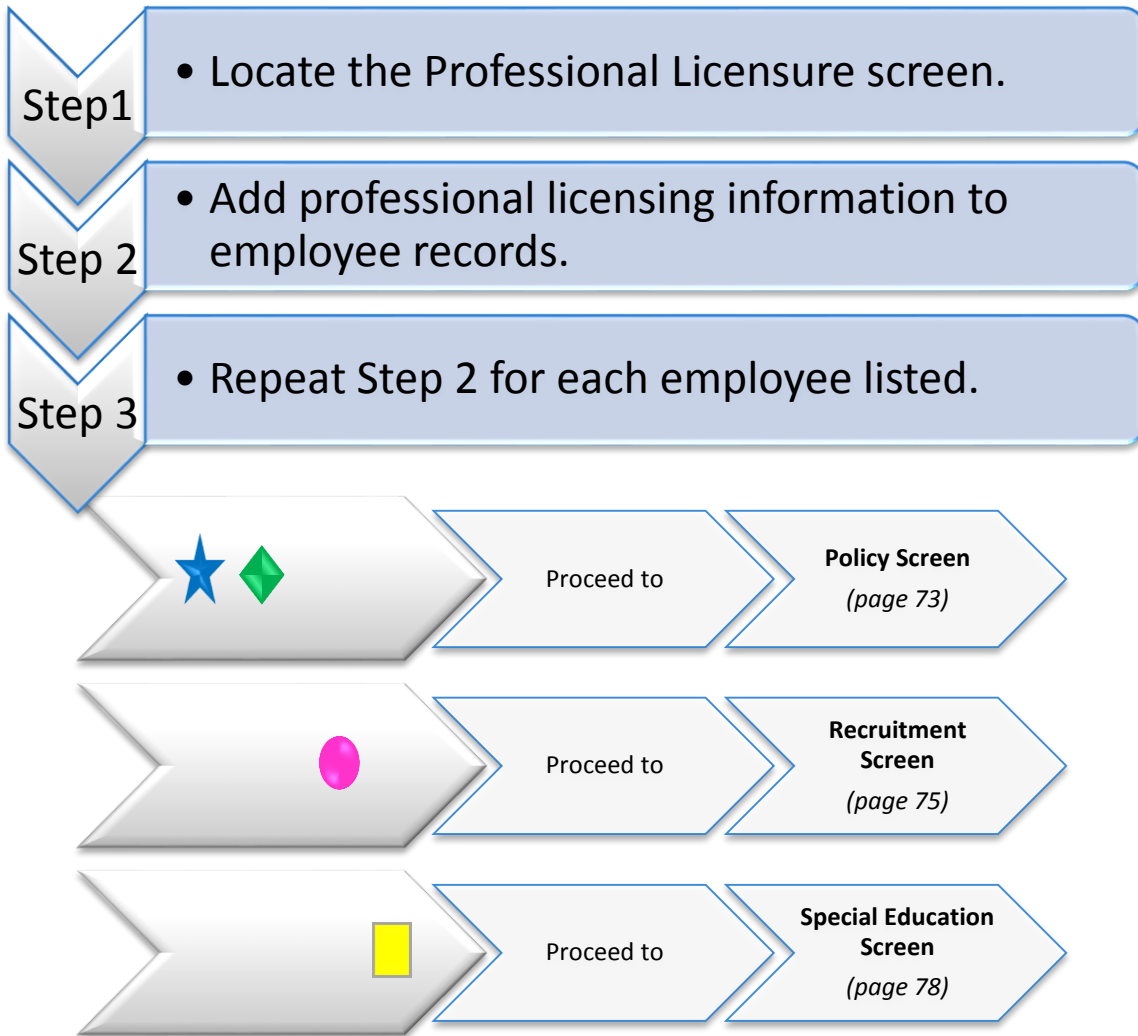 Step1
• Locate the Professional Licensure screen.
Step 2
• Add professional licensing information to
employee records.
Step 3
• Repeat Step 2 for each employee listed.
Proceed to
Policy Screen
(page 73)
Proceed to
Recruitment
Screen
(page 75)
Proceed to
Special Education
Screen
(page 78)